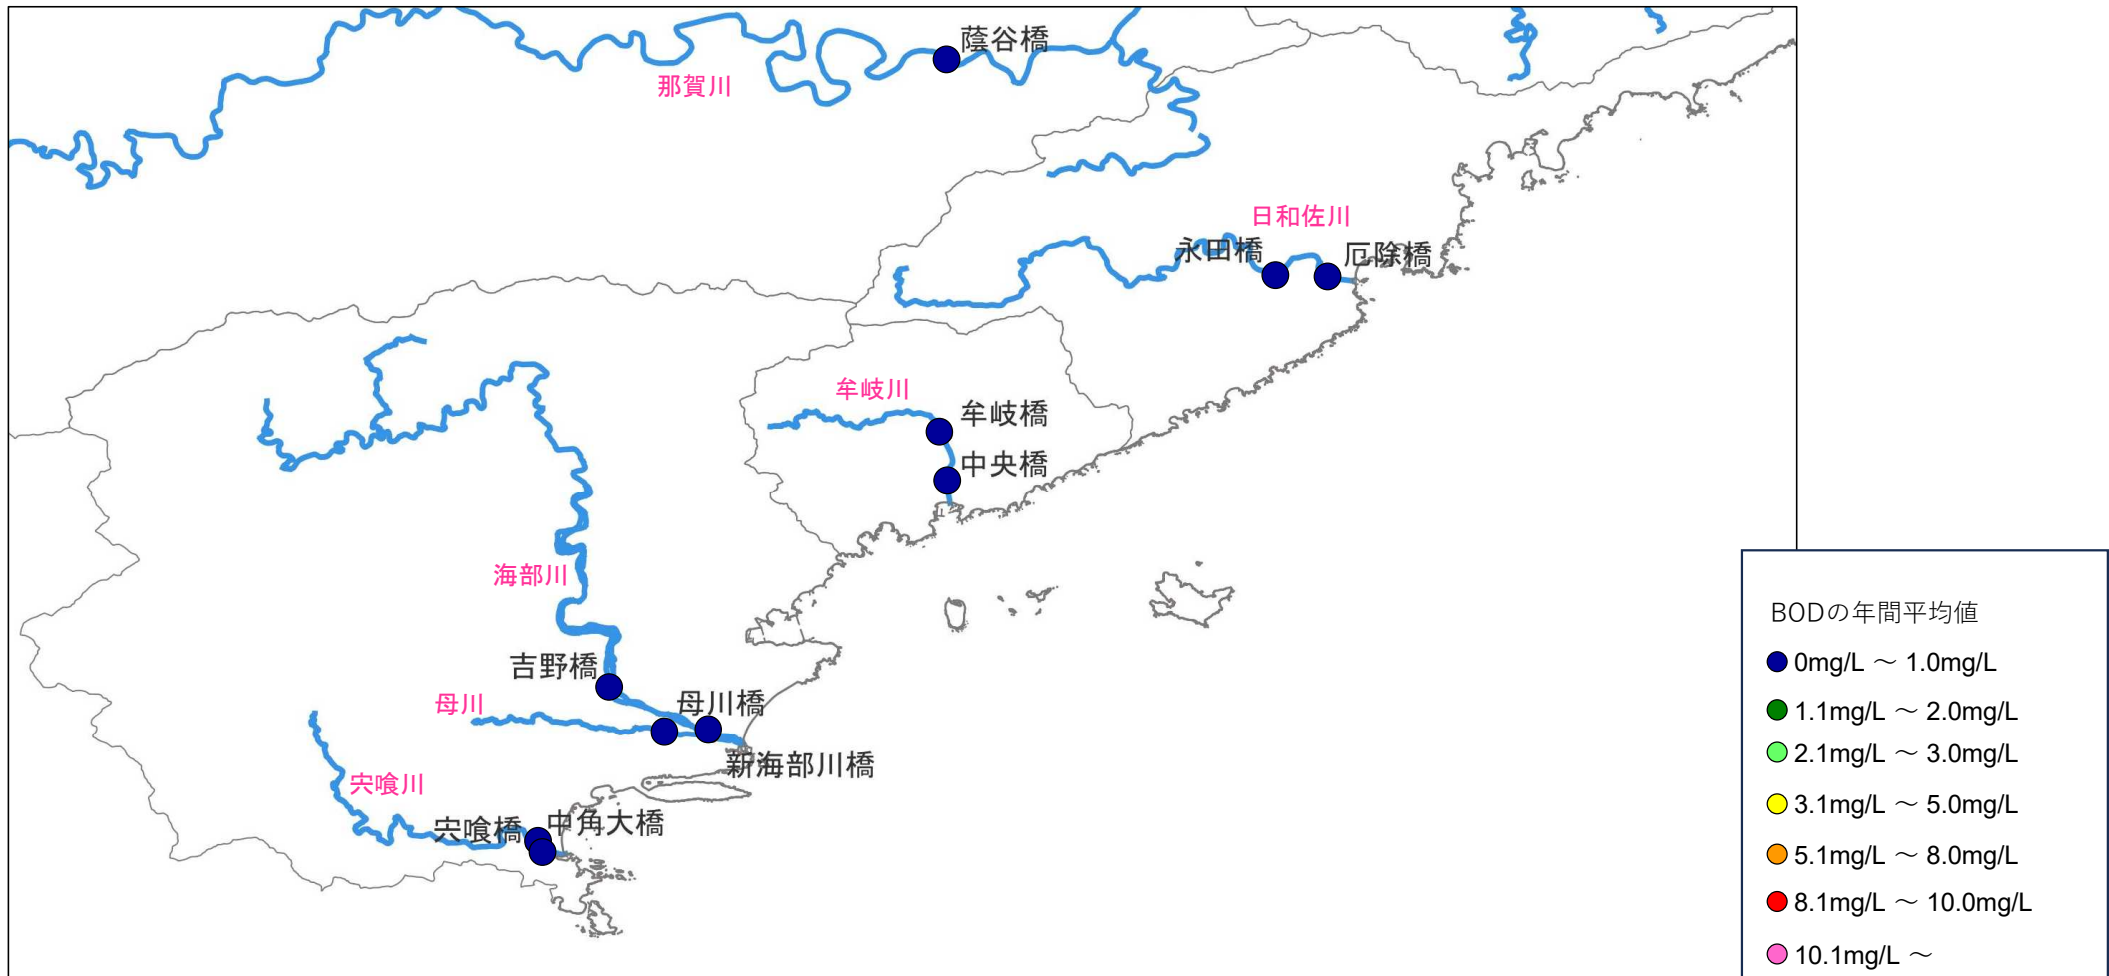 蔭谷橋
那賀川
日和佐川
永田橋
厄除橋
牟岐川
牟岐橋
中央橋
海部川
吉野橋
母川
母川橋
新海部川橋
宍喰川
宍喰橋
中角大橋
BODの年間平均値
0mg/L ～ 1.0mg/L
1.1mg/L ～ 2.0mg/L
2.1mg/L ～ 3.0mg/L
3.1mg/L ～ 5.0mg/L
5.1mg/L ～ 8.0mg/L
8.1mg/L ～ 10.0mg/L
10.1mg/L ～